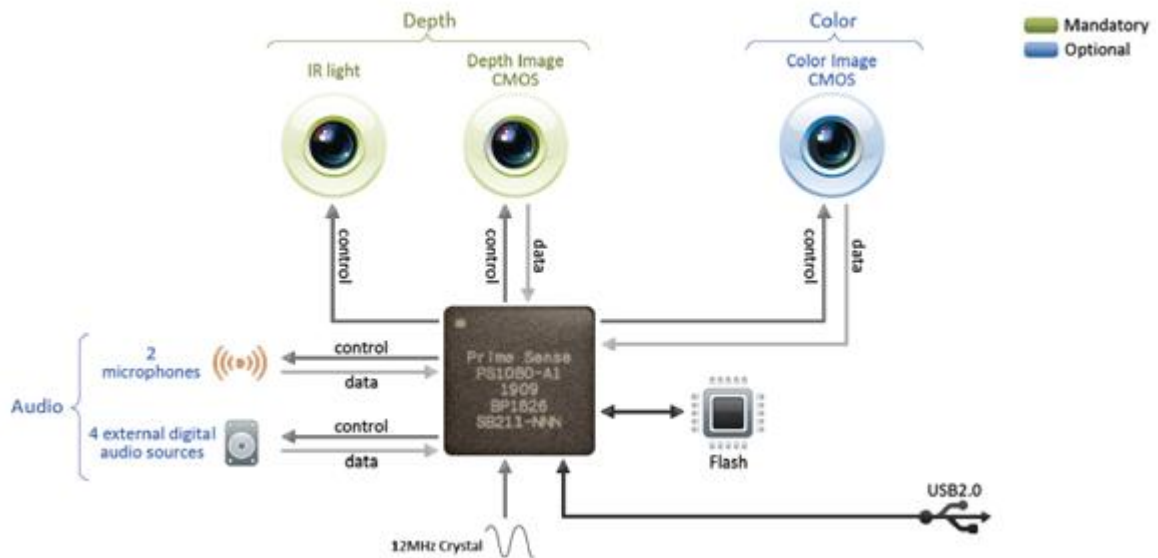 Depth
Color
Mandatory
Optional
IR light
Depth Image
CMOS
Color Image
CMOS
control
control
data
control
data
Prime Sense
PS1080-A1
1909
BP1826
SB211-NNN
2
microphones
control
data
Audio
4 external digital
audio sources
control
data
Flash
USB2.0
12MHz Crystal